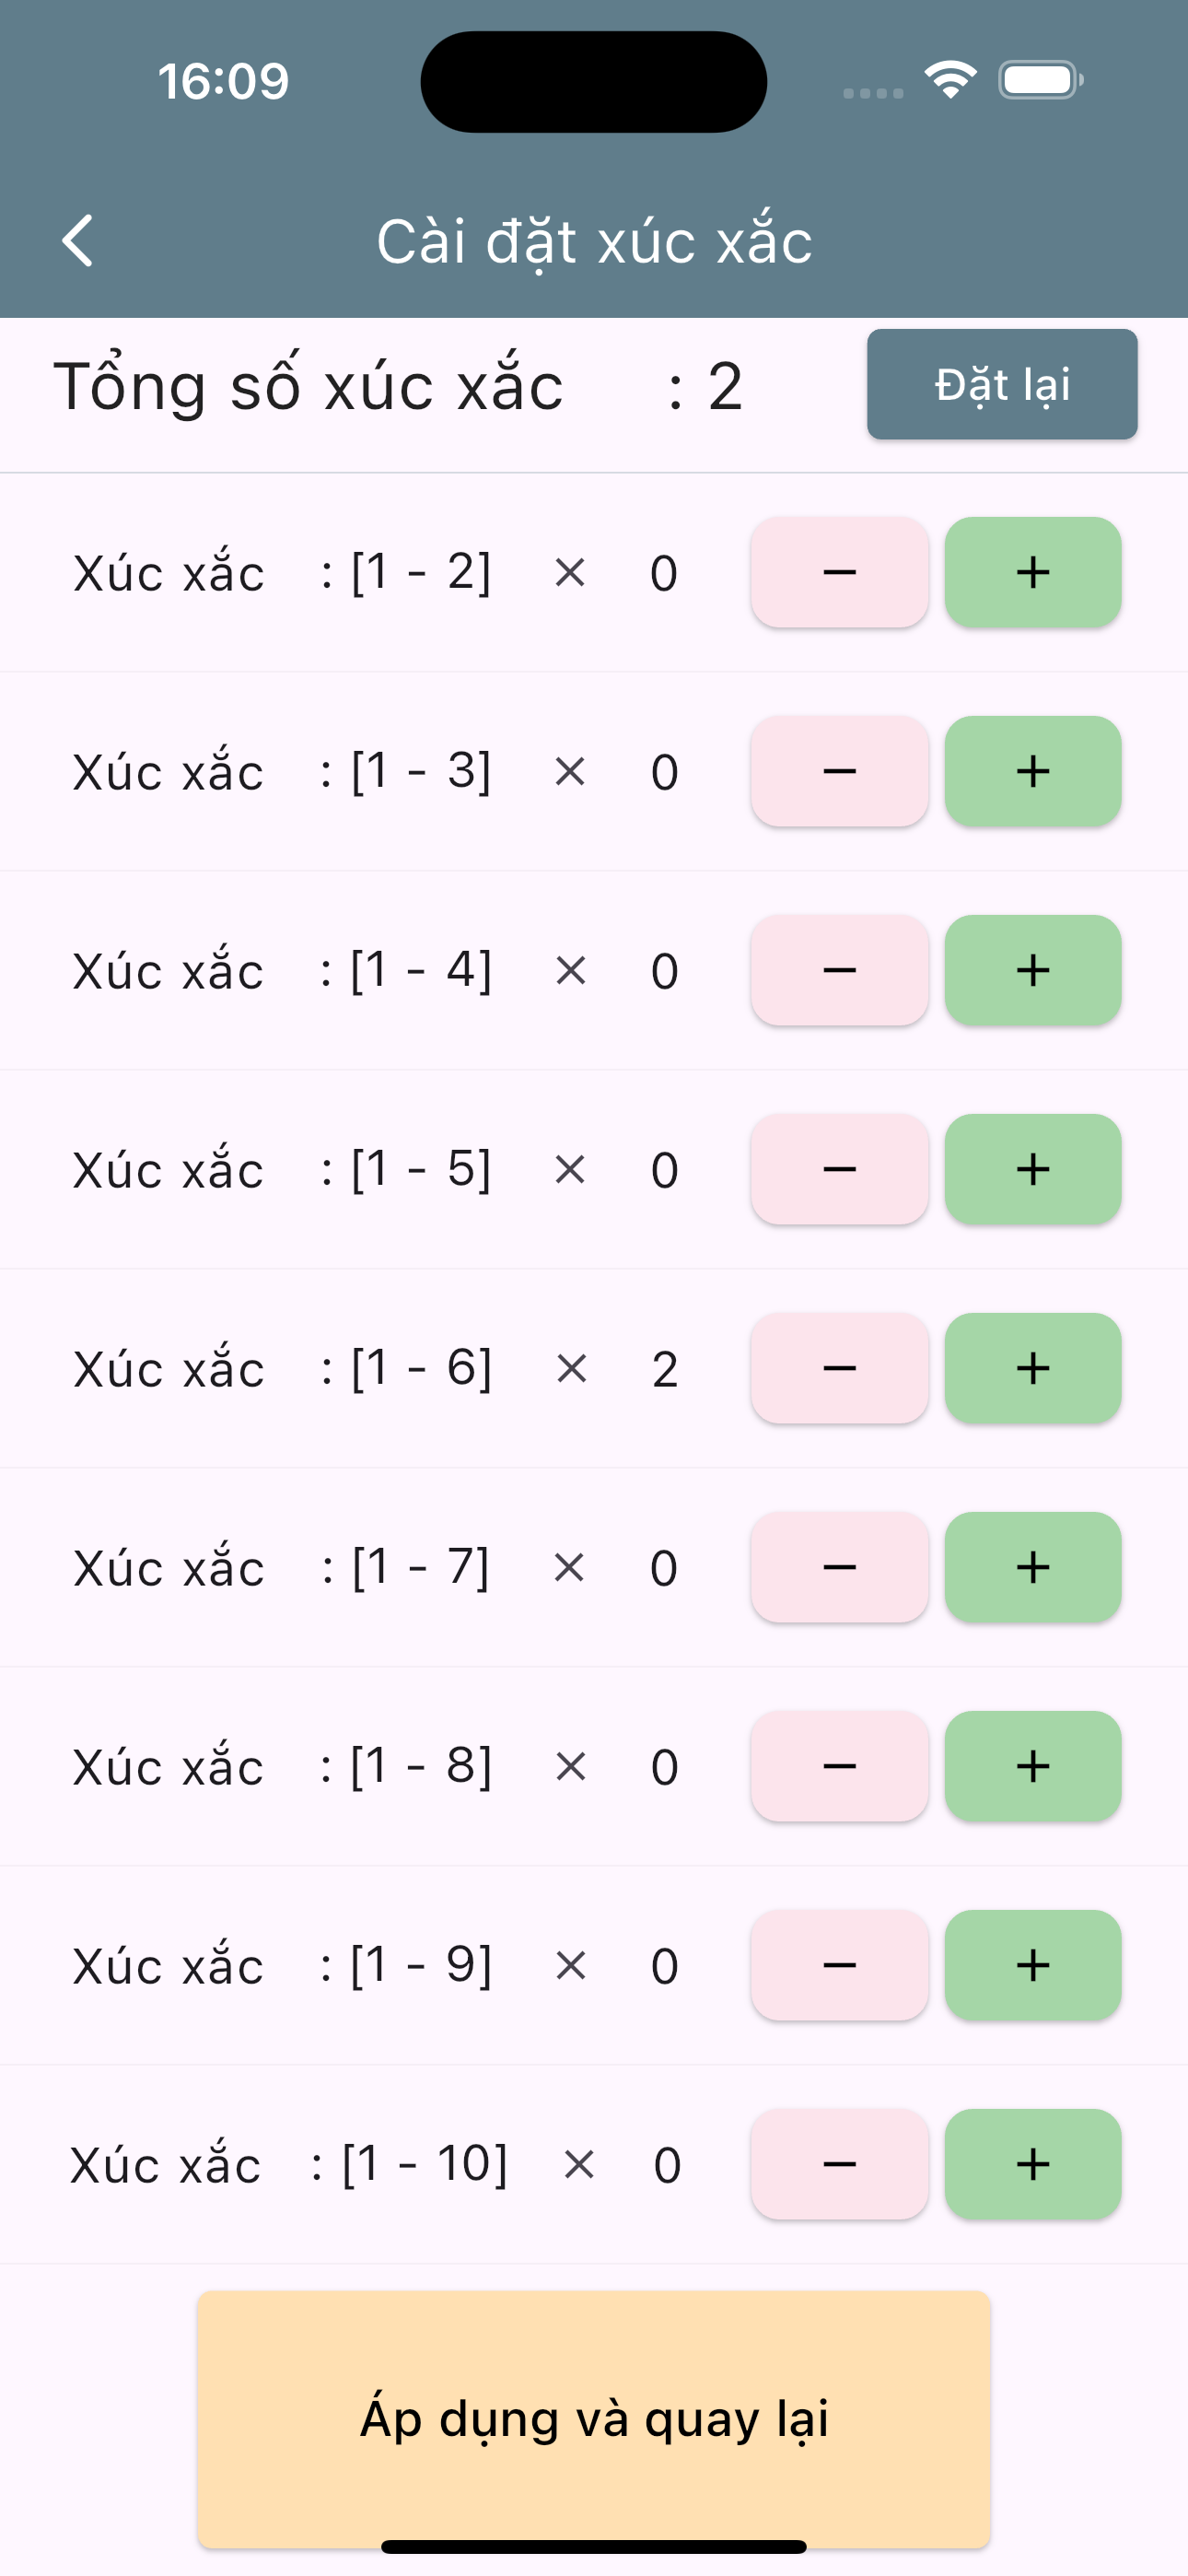 16:09
Cài đặt xúc xắc
Tổng số xúc xắc : 2 Đặt lại
Xúc xắc : [1 - 2] × 0 − +
Xúc xắc : [1 - 3] × 0 − +
Xúc xắc : [1 - 4] × 0 − +
Xúc xắc : [1 - 5] × 0 − +
Xúc xắc : [1 - 6] × 2 − +
Xúc xắc : [1 - 7] × 0 − +
Xúc xắc : [1 - 8] × 0 − +
Xúc xắc : [1 - 9] × 0 − +
Xúc xắc : [1 - 10] × 0 − +
Áp dụng và quay lại